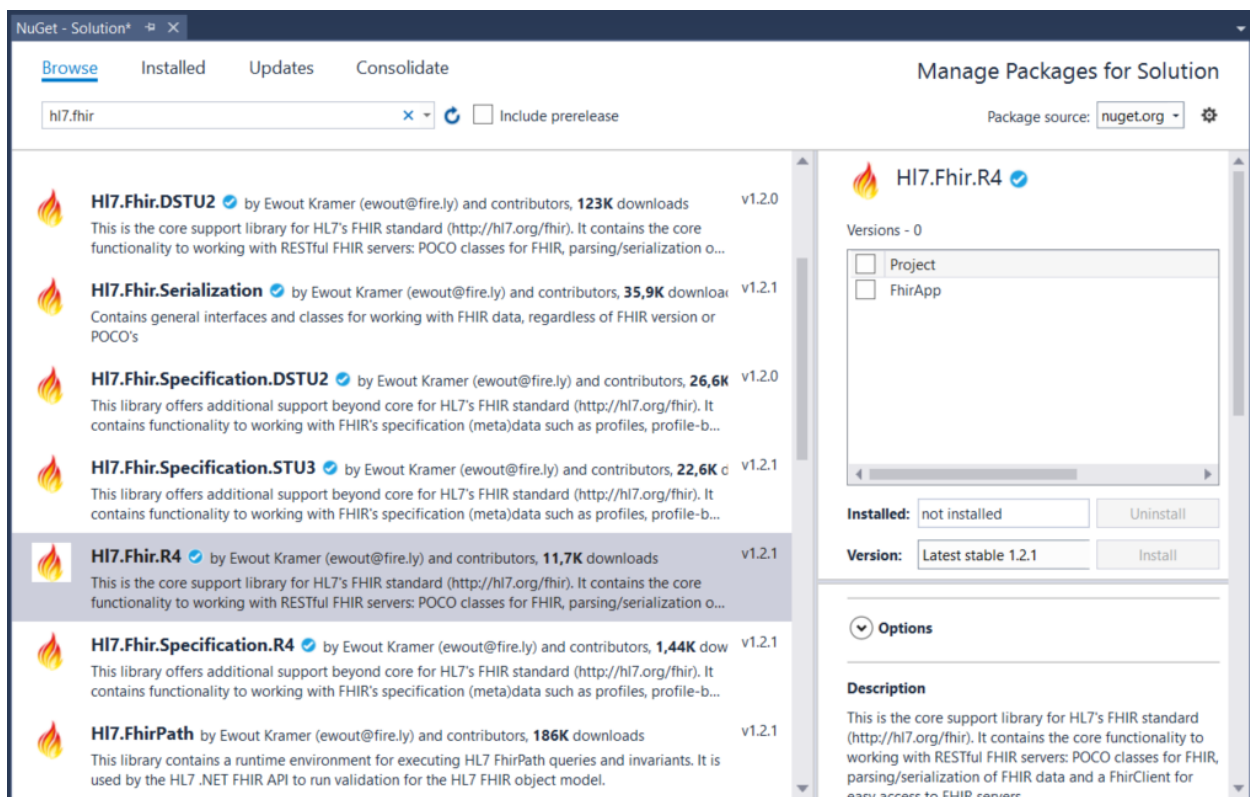 NuGet - Solution*
Browse Installed Updates Consolidate
Manage Packages for Solution
hl7.fhir
Include prerelease
Package source: nuget.org
Hl7.Fhir.DSTU2 by Ewout Kramer (ewout@fire.ly) and contributors, 123K downloads v1.2.0
This is the core support library for HL7's FHIR standard (http://hl7.org/fhir). It contains the core
functionality to working with RESTful FHIR servers: POCO classes for FHIR, parsing/serialization o...
Hl7.Fhir.Serialization by Ewout Kramer (ewout@fire.ly) and contributors, 35,9K downloa v1.2.1
Contains general interfaces and classes for working with FHIR data, regardless of FHIR version or
POCO's
Hl7.Fhir.Specification.DSTU2 by Ewout Kramer (ewout@fire.ly) and contributors, 26,6K v1.2.0
This library offers additional support beyond core for HL7's FHIR standard (http://hl7.org/fhir). It
contains functionality to working with FHIR's specification (meta)data such as profiles, profile-b...
Hl7.Fhir.Specification.STU3 by Ewout Kramer (ewout@fire.ly) and contributors, 22,6K d v1.2.1
This library offers additional support beyond core for HL7's FHIR standard (http://hl7.org/fhir). It
contains functionality to working with FHIR's specification (meta)data such as profiles, profile-b...
Hl7.Fhir.R4 by Ewout Kramer (ewout@fire.ly) and contributors, 11,7K downloads v1.2.1
This is the core support library for HL7's FHIR standard (http://hl7.org/fhir). It contains the core
functionality to working with RESTful FHIR servers: POCO classes for FHIR, parsing/serialization o...
Hl7.Fhir.Specification.R4 by Ewout Kramer (ewout@fire.ly) and contributors, 1,44K dow v1.2.1
This library offers additional support beyond core for HL7's FHIR standard (http://hl7.org/fhir). It
contains functionality to working with FHIR's specification (meta)data such as profiles, profile-b...
Hl7.FhirPath by Ewout Kramer (ewout@fire.ly) and contributors, 186K downloads v1.2.1
This library contains a runtime environment for executing HL7 FhirPath queries and invariants. It is
used by the HL7 .NET FHIR API to run validation for the HL7 FHIR object model.
Hl7.Fhir.R4
Versions - 0
Project
FhirApp
Installed: not installed Uninstall
Version: Latest stable 1.2.1 Install
Options
Description
This is the core support library for HL7's FHIR standard
(http://hl7.org/fhir). It contains the core functionality to
working with RESTful FHIR servers: POCO classes for FHIR,
parsing/serialization of FHIR data and a FhirClient for
easy access to FHIR servers